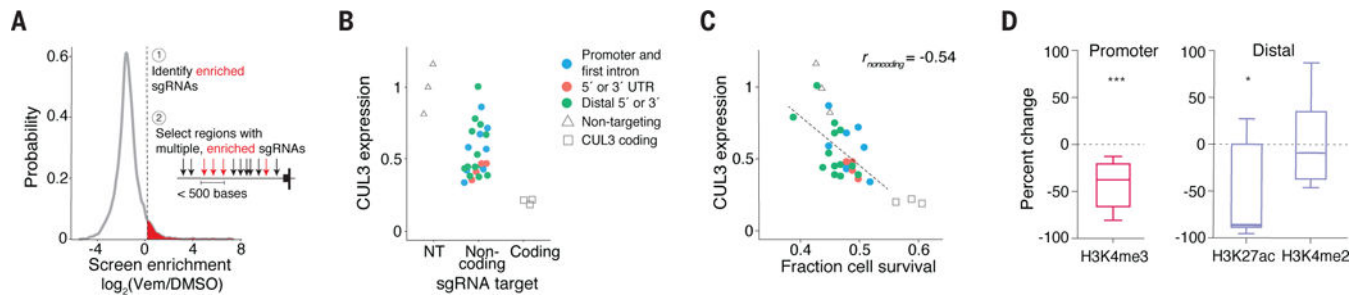 A
0.6
0.4
0.2
0
Probability
-4
0
4
8
Screen enrichment
log2(Vem/DMSO)
1
Identify enriched
sgRNAs
2
Select regions with
multiple, enriched sgRNAs
< 500 bases
B
1
0.5
0
CUL3 expression
NT
Non-
coding
Coding
sgRNA target
Promoter and
first intron
5´ or 3´ UTR
Distal 5´ or 3´
Non-targeting
CUL3 coding
C
r noncoding = -0.54
1
0.5
0
CUL3 expression
0.4
0.5
0.6
Fraction cell survival
D
Percent change
100
50
0
-50
-100
Promoter
***
H3K4me3
100
50
0
-50
-100
Distal
*
H3K27ac
H3K4me2